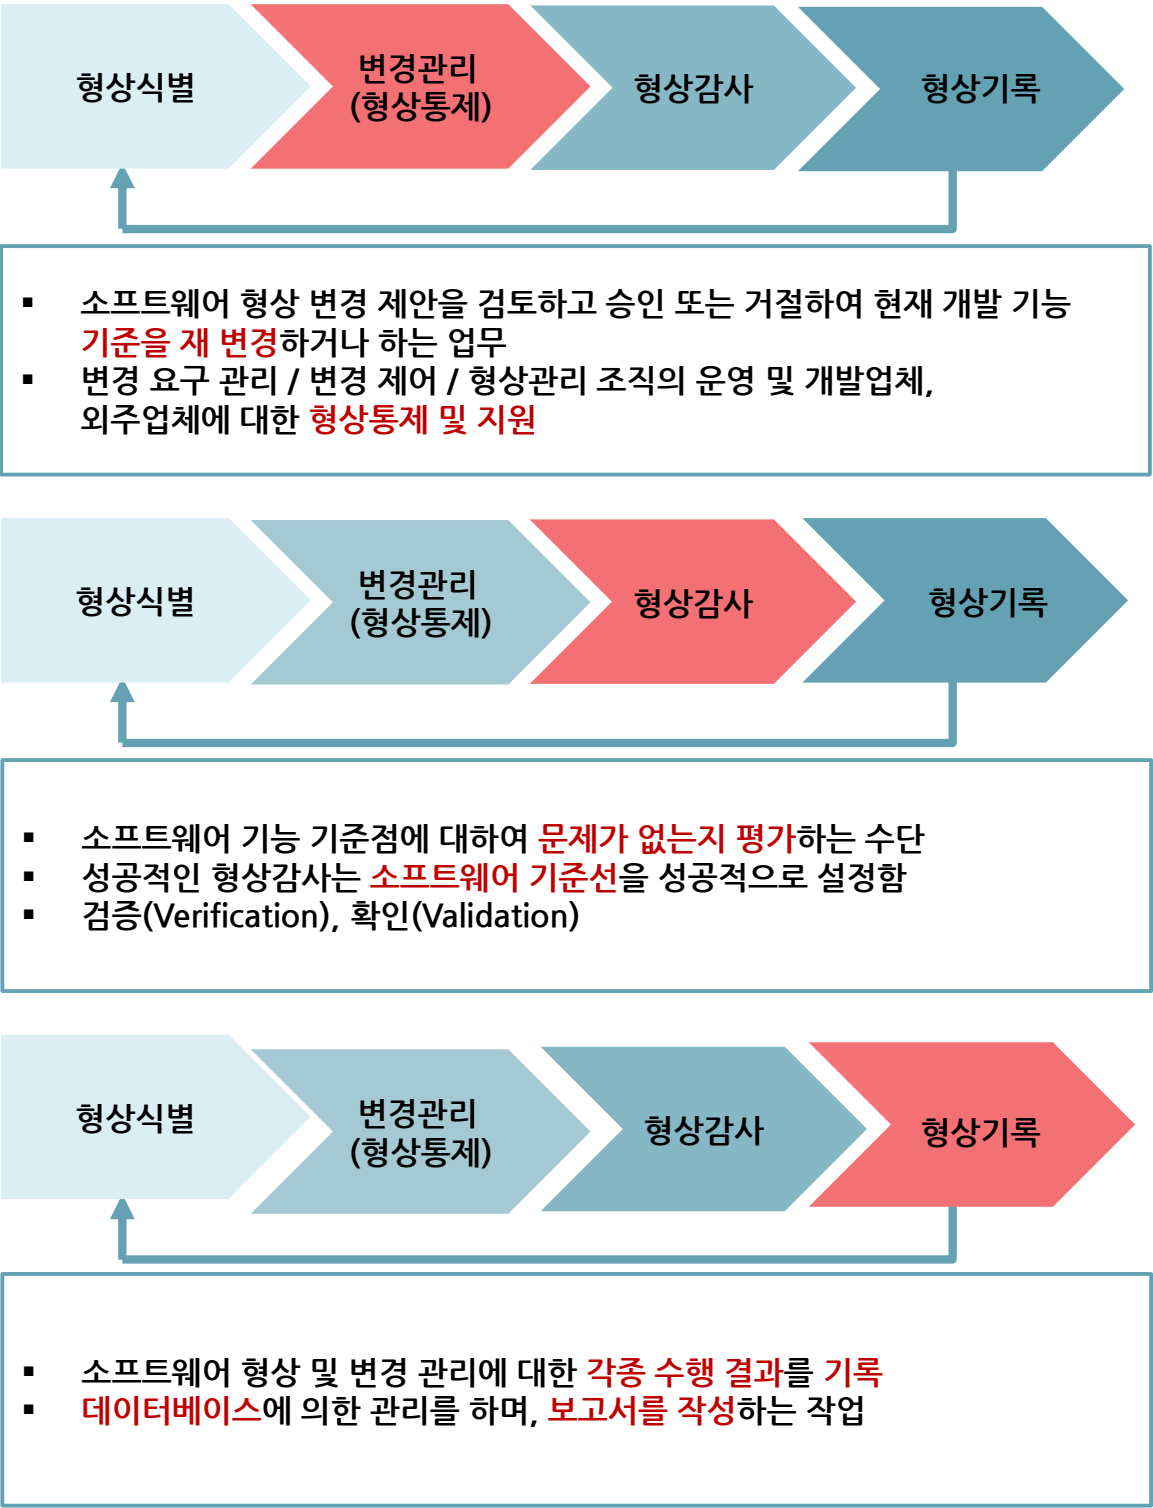 형상식별
변경관리
(형상통제)
형상감사
형상기록
▪ 소프트웨어 형상 변경 제안을 검토하고 승인 또는 거절하여 현재 개발 기능
기준을 재 변경하거나 하는 업무
▪ 변경 요구 관리 / 변경 제어 / 형상관리 조직의 운영 및 개발업체,
외주업체에 대한 형상통제 및 지원
형상식별
변경관리
(형상통제)
형상감사
형상기록
▪ 소프트웨어 기능 기준점에 대하여 문제가 없는지 평가하는 수단
▪ 성공적인 형상감사는 소프트웨어 기준선을 성공적으로 설정함
▪ 검증(Verification), 확인(Validation)
형상식별
변경관리
(형상통제)
형상감사
형상기록
▪ 소프트웨어 형상 및 변경 관리에 대한 각종 수행 결과를 기록
▪ 데이터베이스에 의한 관리를 하며, 보고서를 작성하는 작업